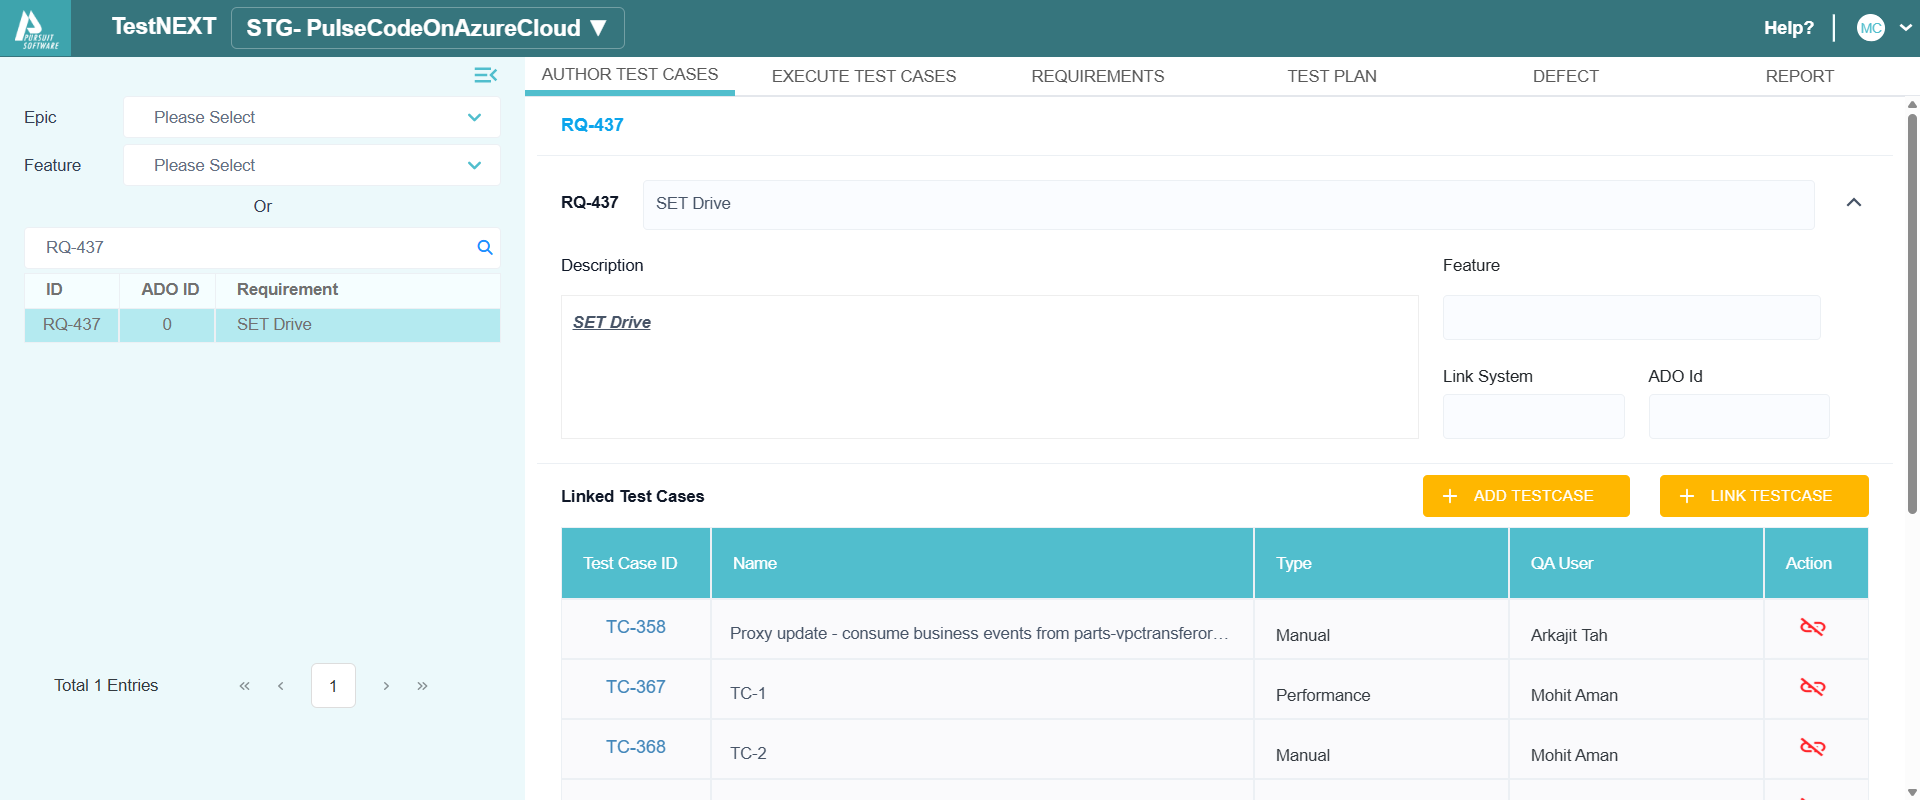 PURSUIT
SOFTWARE
TestNEXT
STG- PulseCodeOnAzureCloud ▼
Help?
MC
AUTHOR TEST CASES
EXECUTE TEST CASES
REQUIREMENTS
TEST PLAN
DEFECT
REPORT
Epic
Please Select
Feature
Please Select
Or
RQ-437
ID ADO ID Requirement
RQ-437 0 SET Drive
Total 1 Entries
« ‹ 1 › »
RQ-437
RQ-437
SET Drive
Description
SET Drive
Feature
Link System
ADO Id
Linked Test Cases
+ ADD TESTCASE
+ LINK TESTCASE
Test Case ID Name Type QA User Action
TC-358 Proxy update - consume business events from parts-vpctransferor… Manual Arkajit Tah
TC-367 TC-1 Performance Mohit Aman
TC-368 TC-2 Manual Mohit Aman